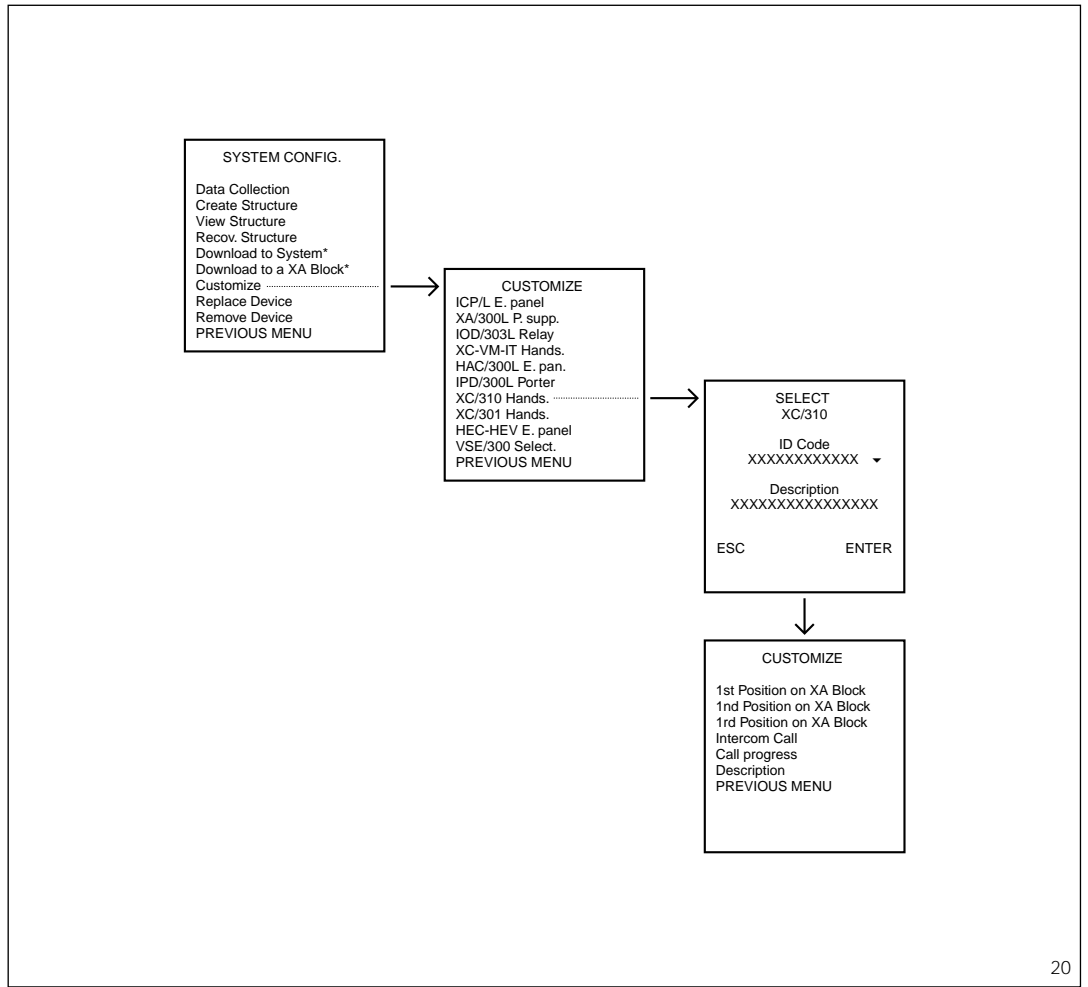 SYSTEM CONFIG.
Data Collection
Create Structure
View Structure
Recov. Structure
Download to System*
Download to a XA Block*
Customize
Replace Device
Remove Device
PREVIOUS MENU
CUSTOMIZE
ICP/L E. panel
XA/300L P. supp.
IOD/303L Relay
XC-VM-IT Hands.
HAC/300L E. pan.
IPD/300L Porter
XC/310 Hands.
XC/301 Hands.
HEC-HEV E. panel
VSE/300 Select.
PREVIOUS MENU
SELECT
XC/310
ID Code
XXXXXXXXXXXX
Description
XXXXXXXXXXXXXXXX
ESC ENTER
CUSTOMIZE
1st Position on XA Block
1nd Position on XA Block
1rd Position on XA Block
Intercom Call
Call progress
Description
PREVIOUS MENU
20